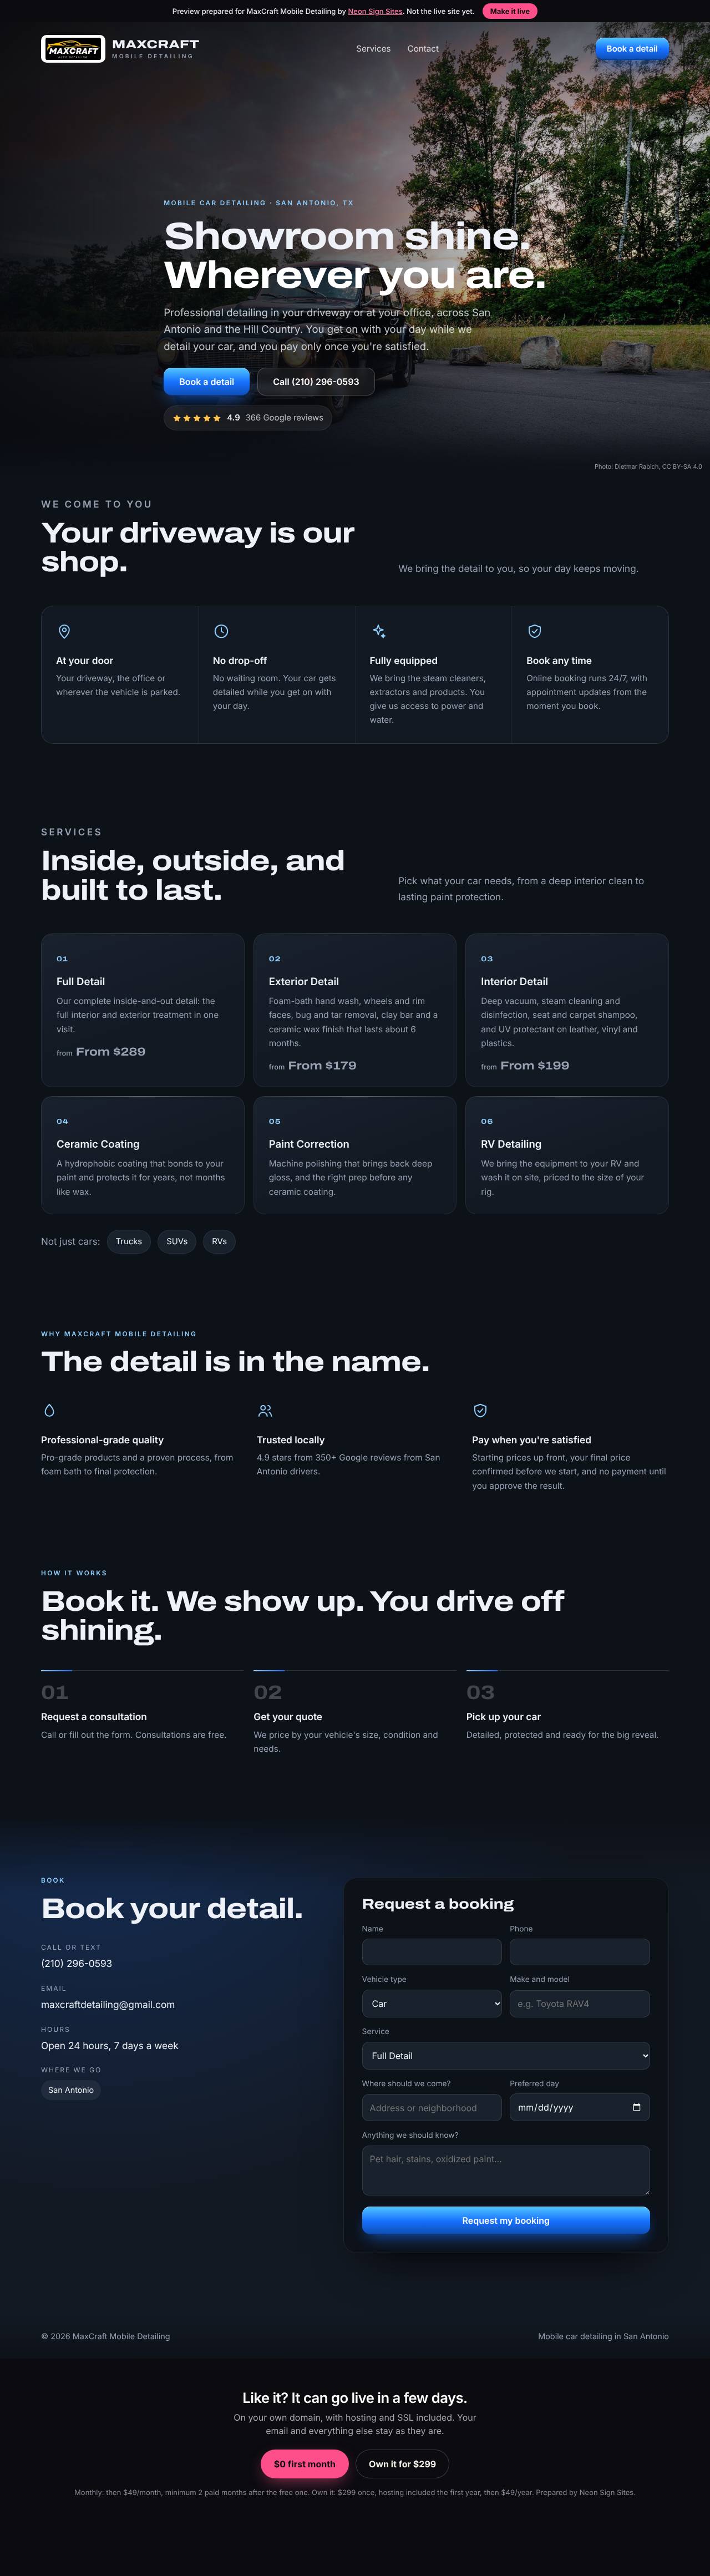 Preview prepared for MaxCraft Mobile Detailing by Neon Sign Sites. Not the live site yet. Make it live
MAXCRAFT
MAXCRAFT
MOBILE DETAILING
Services Contact
Book a detail
MOBILE CAR DETAILING · SAN ANTONIO, TX
Showroom shine.
Wherever you are.
Professional detailing in your driveway or at your office, across San
Antonio and the Hill Country. You get on with your day while we
detail your car, and you pay only once you're satisfied.
Book a detail Call (210) 296-0593
★★★★★ 4.9 366 Google reviews
Photo: Dietmar Rabich, CC BY-SA 4.0
WE COME TO YOU
Your driveway is our
shop.
We bring the detail to you, so your day keeps moving.
At your door
Your driveway, the office or
wherever the vehicle is parked.
No drop-off
No waiting room. Your car gets
detailed while you get on with
your day.
Fully equipped
We bring the steam cleaners,
extractors and products. You
give us access to power and
water.
Book any time
Online booking runs 24/7, with
appointment updates from the
moment you book.
SERVICES
Inside, outside, and
built to last.
Pick what your car needs, from a deep interior clean to
lasting paint protection.
01
Full Detail
Our complete inside-and-out detail: the
full interior and exterior treatment in one
visit.
from From $289
02
Exterior Detail
Foam-bath hand wash, wheels and rim
faces, bug and tar removal, clay bar and a
ceramic wax finish that lasts about 6
months.
from From $179
03
Interior Detail
Deep vacuum, steam cleaning and
disinfection, seat and carpet shampoo,
and UV protectant on leather, vinyl and
plastics.
from From $199
04
Ceramic Coating
A hydrophobic coating that bonds to your
paint and protects it for years, not months
like wax.
05
Paint Correction
Machine polishing that brings back deep
gloss, and the right prep before any
ceramic coating.
06
RV Detailing
We bring the equipment to your RV and
wash it on site, priced to the size of your
rig.
Not just cars: Trucks SUVs RVs
WHY MAXCRAFT MOBILE DETAILING
The detail is in the name.
Professional-grade quality
Pro-grade products and a proven process, from
foam bath to final protection.
Trusted locally
4.9 stars from 350+ Google reviews from San
Antonio drivers.
Pay when you're satisfied
Starting prices up front, your final price
confirmed before we start, and no payment until
you approve the result.
HOW IT WORKS
Book it. We show up. You drive off
shining.
01
Request a consultation
Call or fill out the form. Consultations are free.
02
Get your quote
We price by your vehicle's size, condition and
needs.
03
Pick up your car
Detailed, protected and ready for the big reveal.
BOOK
Book your detail.
CALL OR TEXT
(210) 296-0593
EMAIL
maxcraftdetailing@gmail.com
HOURS
Open 24 hours, 7 days a week
WHERE WE GO
San Antonio
Request a booking
Name Phone
Vehicle type Make and model
Car e.g. Toyota RAV4
Service
Full Detail
Where should we come? Preferred day
Address or neighborhood mm/dd/yyyy
Anything we should know?
Pet hair, stains, oxidized paint...
Request my booking
© 2026 MaxCraft Mobile Detailing
Mobile car detailing in San Antonio
Like it? It can go live in a few days.
On your own domain, with hosting and SSL included. Your
email and everything else stay as they are.
$0 first month Own it for $299
Monthly: then $49/month, minimum 2 paid months after the free one. Own it: $299 once, hosting included the first year, then $49/year. Prepared by Neon Sign Sites.